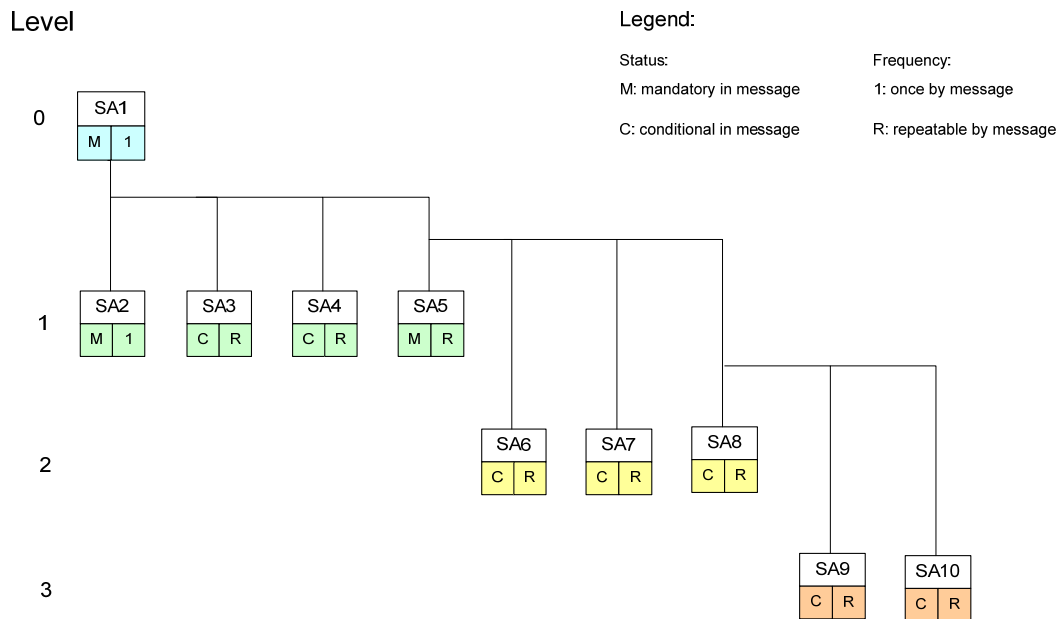 Level
Legend:
Status:
Frequency:
M: mandatory in message
1: once by message
C: conditional in message
R: repeatable by message
0
SA1
M 1
1
SA2 SA3 SA4 SA5
M 1 C R C R M R
2
SA6 SA7 SA8
C R C R C R
3
SA9 SA10
C R C R